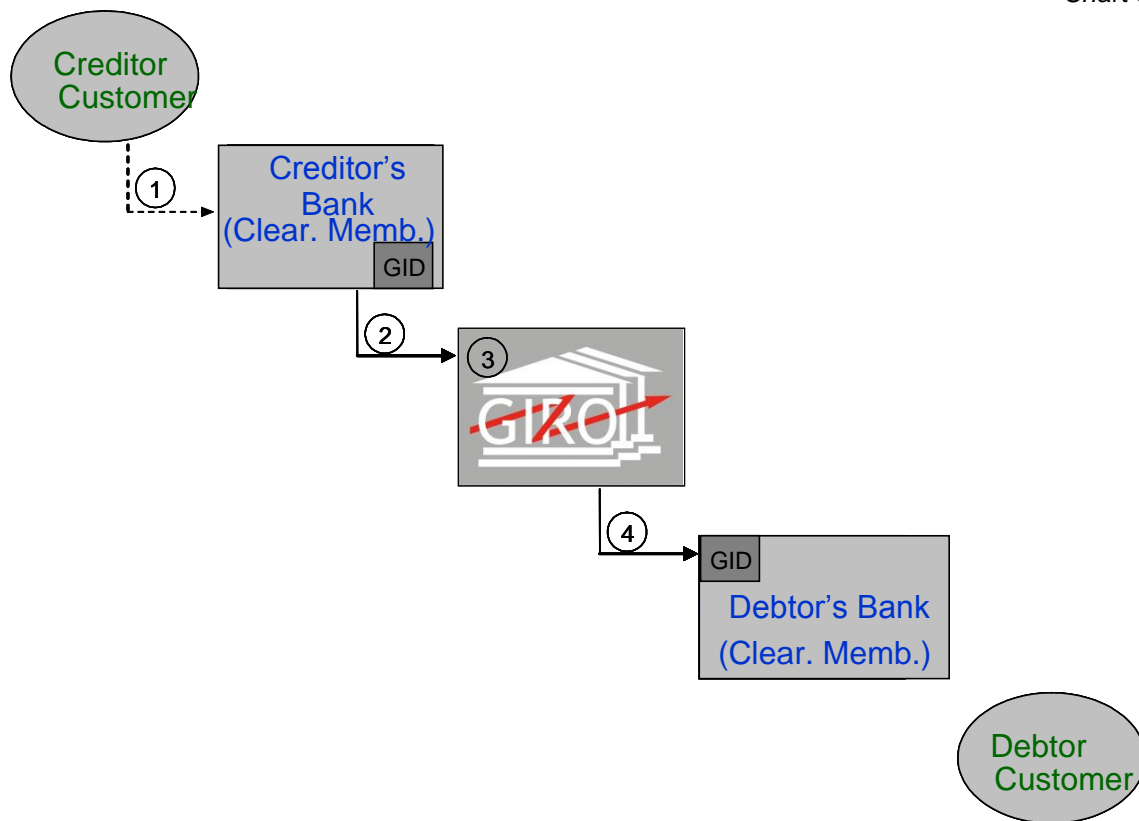 Creditor
Customer
1
Creditor's
Bank
(Clear. Memb.)
GID
2
3
GIRO
4
GID
Debtor's Bank
(Clear. Memb.)
Debtor
Customer